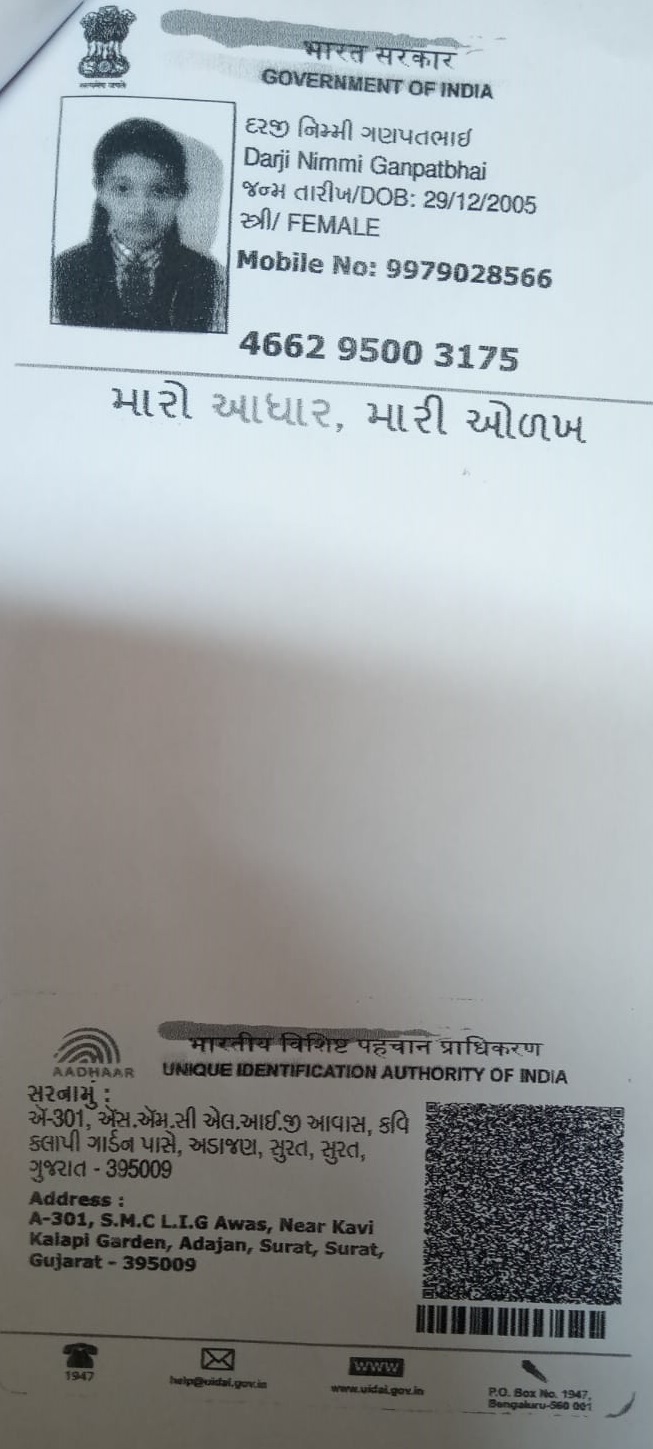 भारत सरकार
GOVERNMENT OF INDIA
દરજી નિમ્મી ગણપતભાઈ
Darji Nimmi Ganpatbhai
જન્મ તારીખ/DOB: 29/12/2005
સ્ત્રી/ FEMALE
Mobile No: 9979028566
4662 9500 3175
મારો આધાર, મારી ઓળખ
भारतीय विशिष्ट पहचान प्राधिकरण
AADHAAR
UNIQUE IDENTIFICATION AUTHORITY OF INDIA
સરનામું :
એ-301, એસ.એમ.સી એલ.આઈ.જી આવાસ, કવિ
કલાપી ગાર્ડન પાસે, અડાજણ, સુરત, સુરત,
ગુજરાત - 395009
Address :
A-301, S.M.C L.I.G Awas, Near Kavi
Kalapi Garden, Adajan, Surat, Surat,
Gujarat - 395009
1947
help@uidai.gov.in
WWW
www.uidai.gov.in
P.O. Box No. 1947,
Bengaluru-560 001